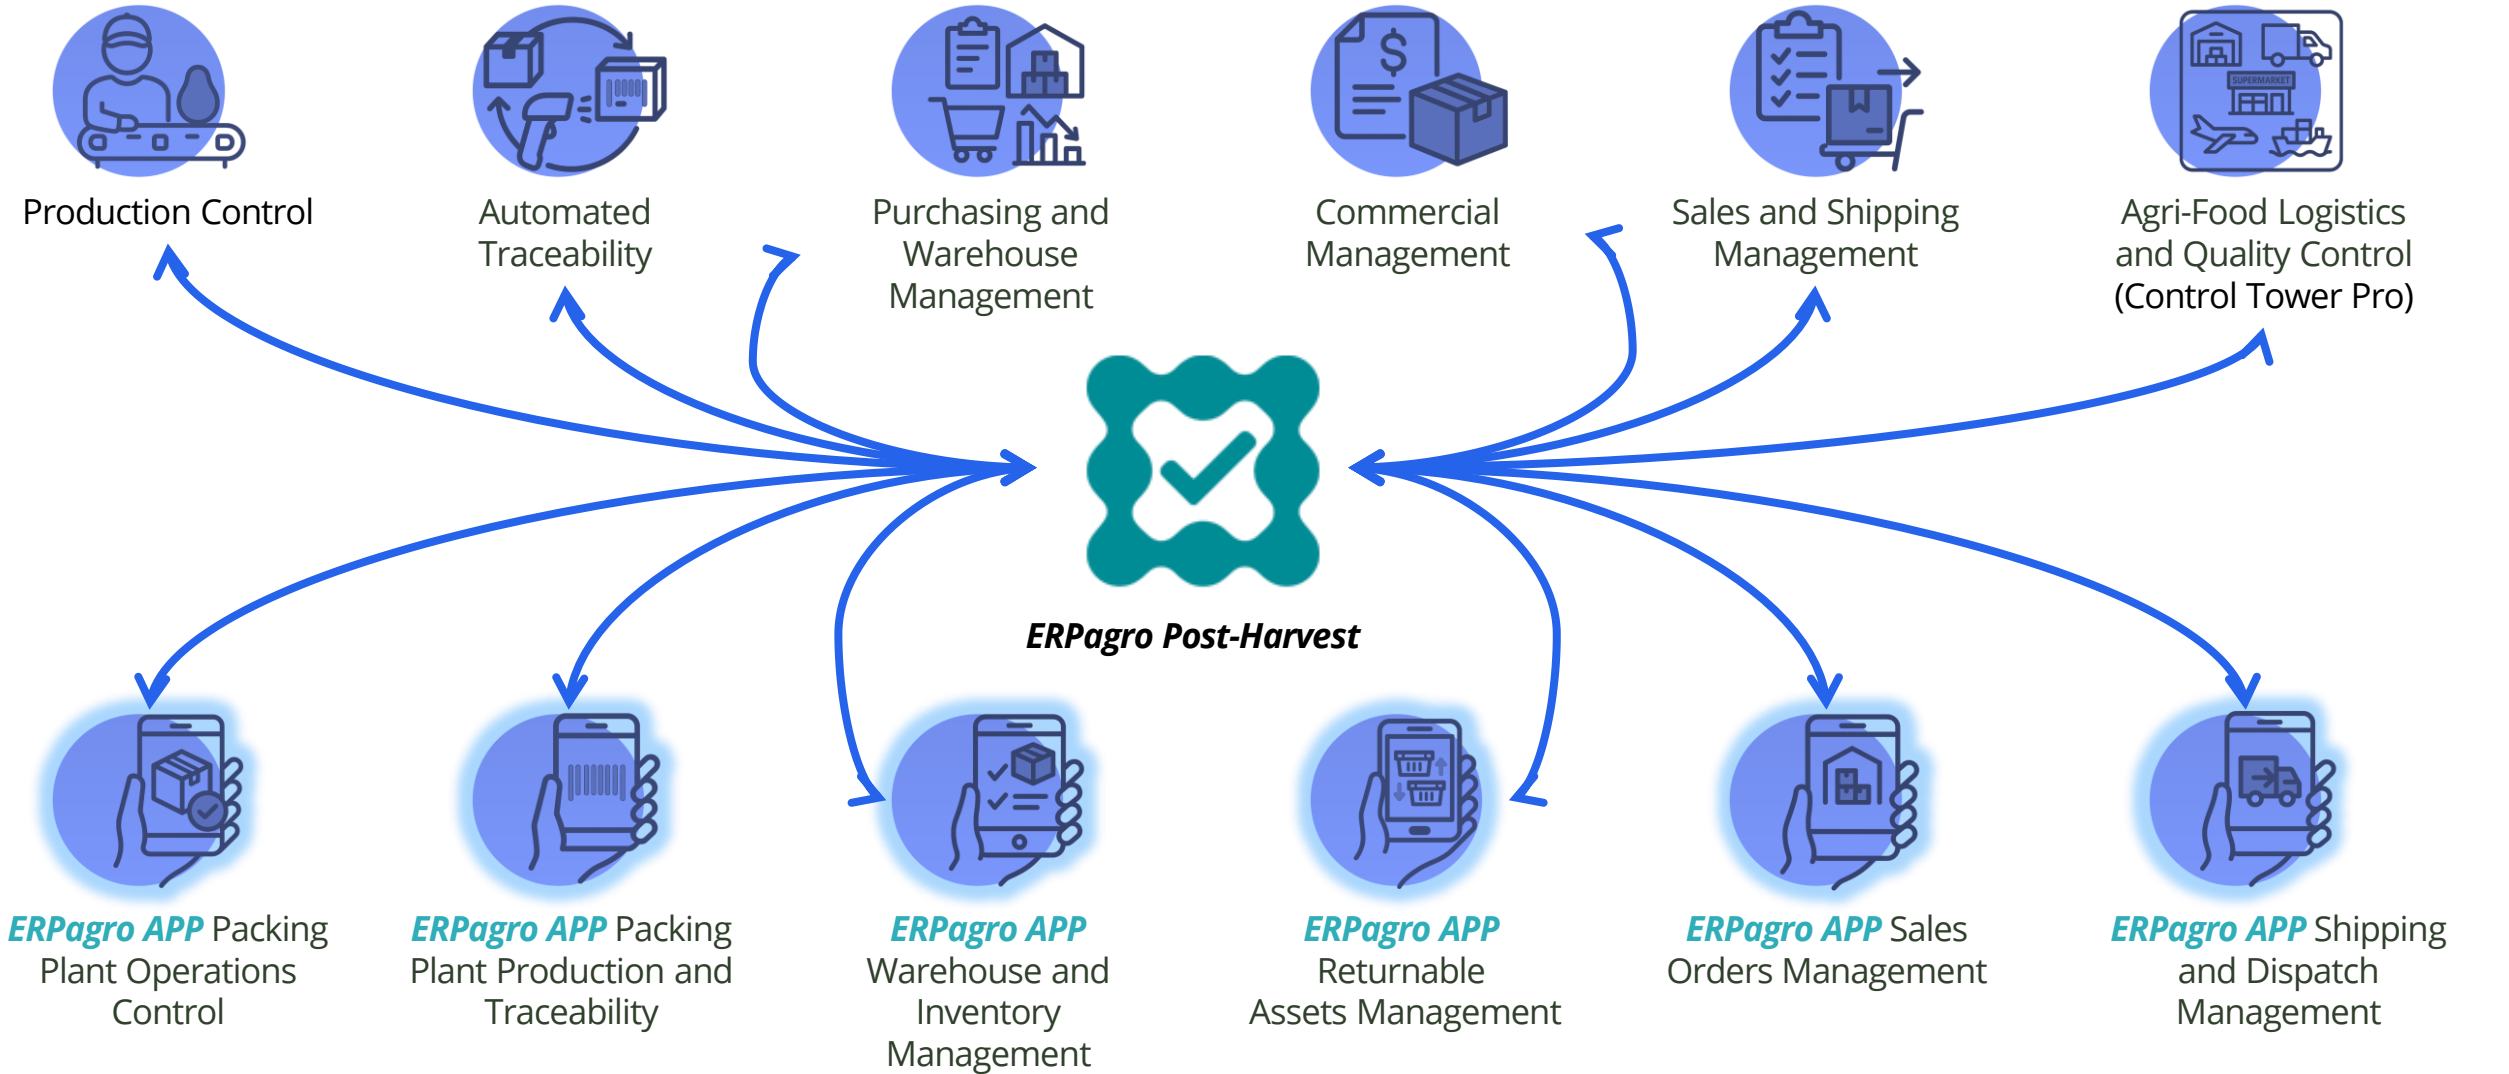 SUPERMARKET
Production Control
Automated
Traceability
Purchasing and
Warehouse
Management
Commercial
Management
Sales and Shipping
Management
Agri-Food Logistics
and Quality Control
(Control Tower Pro)
ERPagro Post-Harvest
ERPagro APP Packing
Plant Operations
Control
ERPagro APP Packing
Plant Production and
Traceability
ERPagro APP
Warehouse and
Inventory
Management
ERPagro APP
Returnable
Assets Management
ERPagro APP Sales
Orders Management
ERPagro APP Shipping
and Dispatch
Management